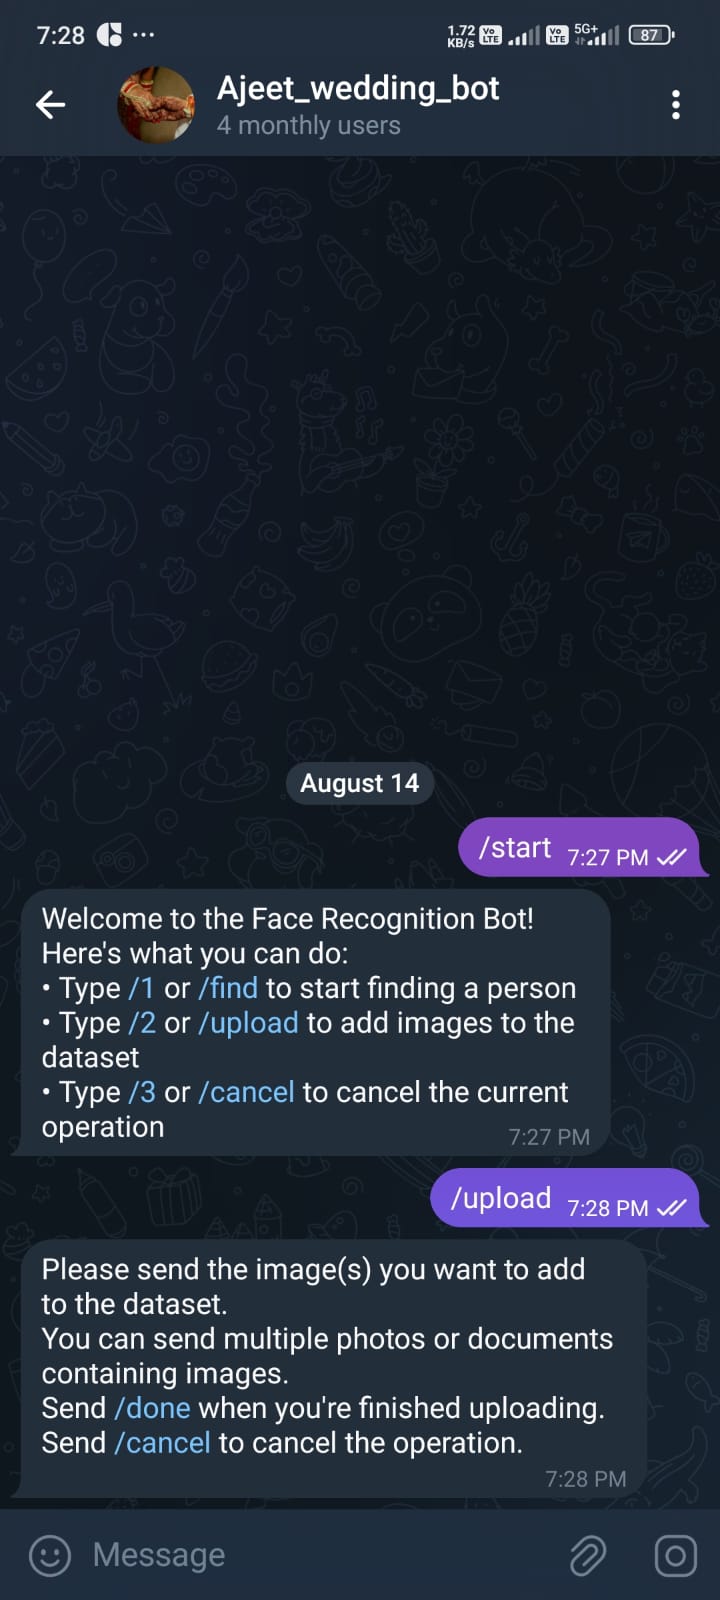 7:28
1.72
KB/s
Vo
LTE
Vo
LTE
5G+
87
Ajeet_wedding_bot
4 monthly users
August 14
/start 7:27 PM
Welcome to the Face Recognition Bot!
Here's what you can do:
• Type /1 or /find to start finding a person
• Type /2 or /upload to add images to the
dataset
• Type /3 or /cancel to cancel the current
operation
7:27 PM
/upload 7:28 PM
Please send the image(s) you want to add
to the dataset.
You can send multiple photos or documents
containing images.
Send /done when you're finished uploading.
Send /cancel to cancel the operation.
7:28 PM
Message